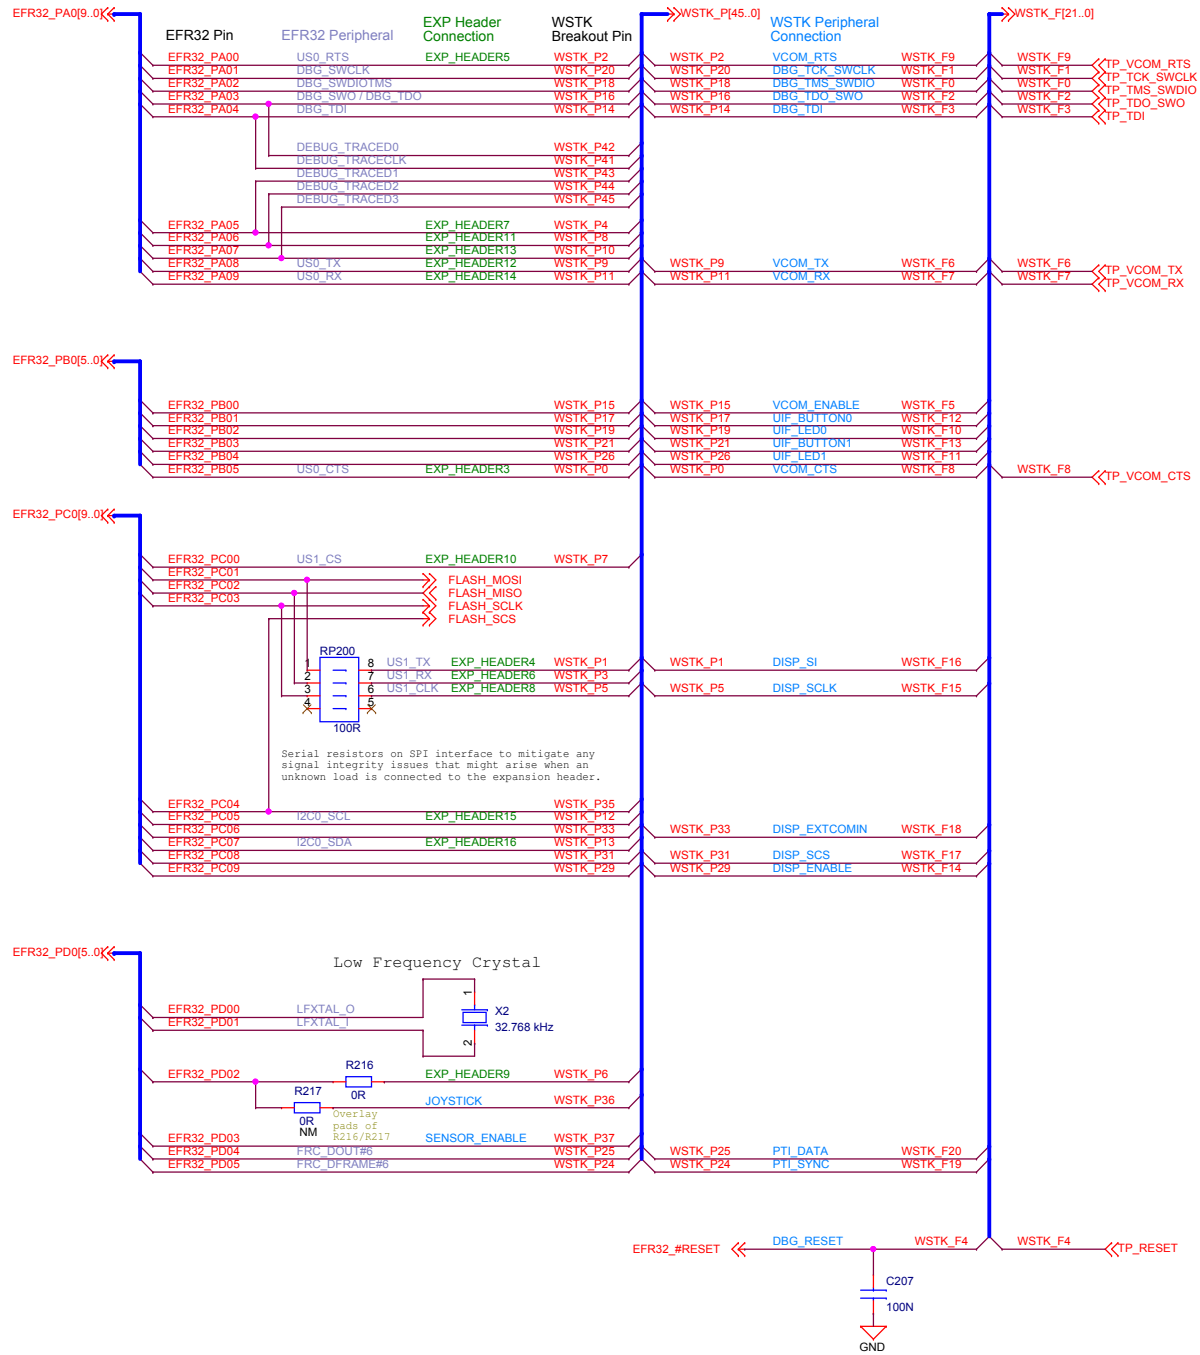 EFR32_PA0[9..0] WSTK_P[45..0] WSTK_F[21..0]
EFR32 Pin EFR32 Peripheral EXP Header Connection WSTK Breakout Pin WSTK Peripheral Connection
EFR32_PA00 US0_RTS EXP_HEADER5 WSTK_P2 WSTK_P2 VCOM_RTS WSTK_F9 WSTK_F9 TP_VCOM_RTS
EFR32_PA01 DBG_SWCLK WSTK_P20 WSTK_P20 DBG_TCK_SWCLK WSTK_F1 WSTK_F1 TP_TCK_SWCLK
EFR32_PA02 DBG_SWDIOTMS WSTK_P18 WSTK_P18 DBG_TMS_SWDIO WSTK_F0 WSTK_F0 TP_TMS_SWDIO
EFR32_PA03 DBG_SWO / DBG_TDO WSTK_P16 WSTK_P16 DBG_TDO_SWO WSTK_F2 WSTK_F2 TP_TDO_SWO
EFR32_PA04 DBG_TDI WSTK_P14 WSTK_P14 DBG_TDI WSTK_F3 WSTK_F3 TP_TDI
DEBUG_TRACED0 WSTK_P42
DEBUG_TRACECLK WSTK_P41
DEBUG_TRACED1 WSTK_P43
DEBUG_TRACED2 WSTK_P44
DEBUG_TRACED3 WSTK_P45
EFR32_PA05 EXP_HEADER7 WSTK_P4
EFR32_PA06 EXP_HEADER11 WSTK_P8
EFR32_PA07 EXP_HEADER13 WSTK_P10
EFR32_PA08 US0_TX EXP_HEADER12 WSTK_P9 WSTK_P9 VCOM_TX WSTK_F6 WSTK_F6 TP_VCOM_TX
EFR32_PA09 US0_RX EXP_HEADER14 WSTK_P11 WSTK_P11 VCOM_RX WSTK_F7 WSTK_F7 TP_VCOM_RX
EFR32_PB0[5..0]
EFR32_PB00 WSTK_P15 WSTK_P15 VCOM_ENABLE WSTK_F5
EFR32_PB01 WSTK_P17 WSTK_P17 UIF_BUTTON0 WSTK_F12
EFR32_PB02 WSTK_P19 WSTK_P19 UIF_LED0 WSTK_F10
EFR32_PB03 WSTK_P21 WSTK_P21 UIF_BUTTON1 WSTK_F13
EFR32_PB04 WSTK_P26 WSTK_P26 UIF_LED1 WSTK_F11
EFR32_PB05 US0_CTS EXP_HEADER3 WSTK_P0 WSTK_P0 VCOM_CTS WSTK_F8 WSTK_F8 TP_VCOM_CTS
EFR32_PC0[9..0]
EFR32_PC00 US1_CS EXP_HEADER10 WSTK_P7
EFR32_PC01 FLASH_MOSI
EFR32_PC02 FLASH_MISO
EFR32_PC03 FLASH_SCLK
FLASH_SCS
RP200
1 8 US1_TX EXP_HEADER4 WSTK_P1 WSTK_P1 DISP_SI WSTK_F16
2 7 US1_RX EXP_HEADER6 WSTK_P3
3 6 US1_CLK EXP_HEADER8 WSTK_P5 WSTK_P5 DISP_SCLK WSTK_F15
4 5
100R
Serial resistors on SPI interface to mitigate any
signal integrity issues that might arise when an
unknown load is connected to the expansion header.
EFR32_PC04 WSTK_P35
EFR32_PC05 I2C0_SCL EXP_HEADER15 WSTK_P12
EFR32_PC06 WSTK_P33 WSTK_P33 DISP_EXTCOMIN WSTK_F18
EFR32_PC07 I2C0_SDA EXP_HEADER16 WSTK_P13
EFR32_PC08 WSTK_P31 WSTK_P31 DISP_SCS WSTK_F17
EFR32_PC09 WSTK_P29 WSTK_P29 DISP_ENABLE WSTK_F14
EFR32_PD0[5..0]
Low Frequency Crystal
1
EFR32_PD00 LFXTAL_O X2
EFR32_PD01 LFXTAL_I 32.768 kHz
2
R216
EFR32_PD02 EXP_HEADER9 WSTK_P6
0R
R217
JOYSTICK WSTK_P36
0R
NM
Overlay
pads of
R216/R217
EFR32_PD03 SENSOR_ENABLE WSTK_P37
EFR32_PD04 FRC_DOUT#6 WSTK_P25 WSTK_P25 PTI_DATA WSTK_F20
EFR32_PD05 FRC_DFRAME#6 WSTK_P24 WSTK_P24 PTI_SYNC WSTK_F19
EFR32_#RESET DBG_RESET WSTK_F4 WSTK_F4 TP_RESET
C207
100N
GND